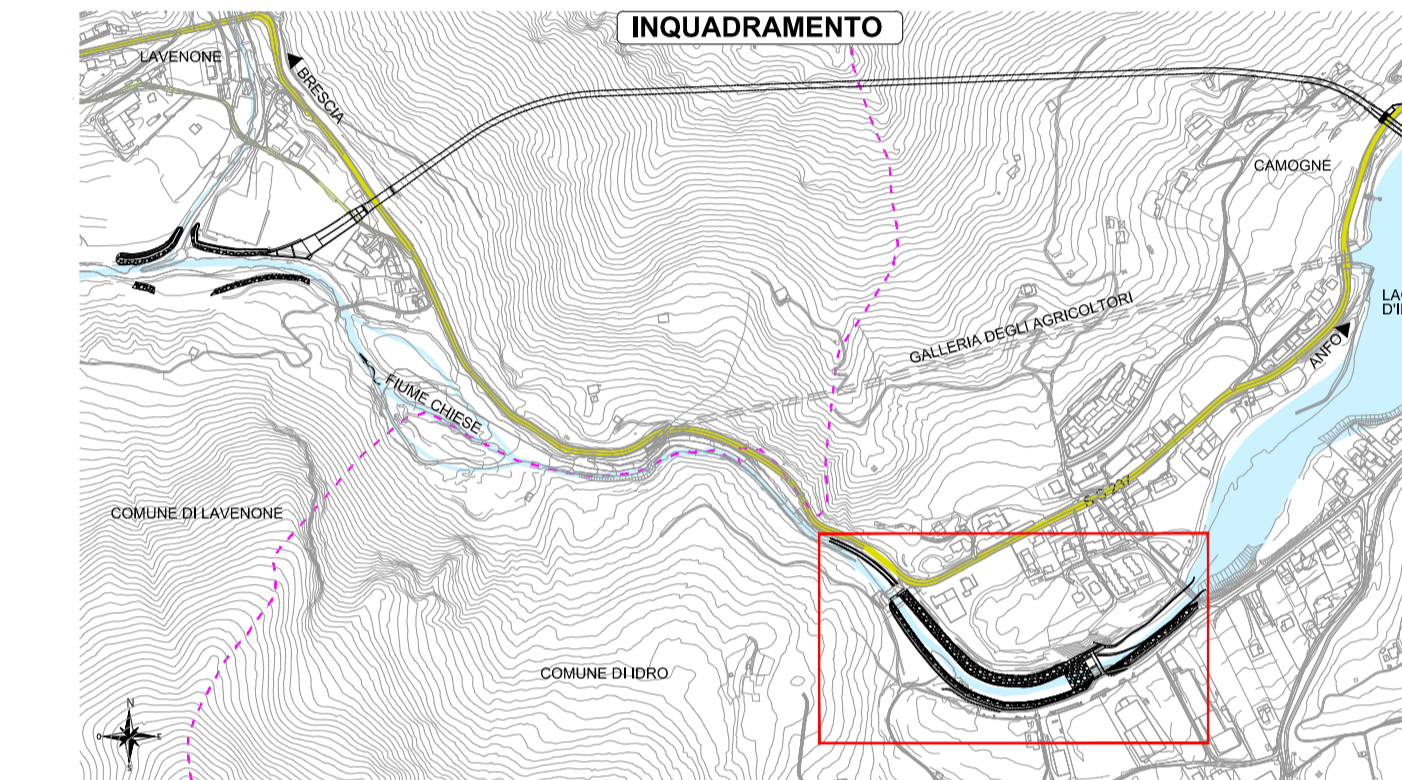 INQUADRAMENTO
LAVENONE
BRESCIA
CAMOGNE
GALLERIA DEGLI AGRICOLTORI
ANFO
FIUME CHIESE
COMUNE DI LAVENONE
COMUNE DI IDRO
N
O
E
S